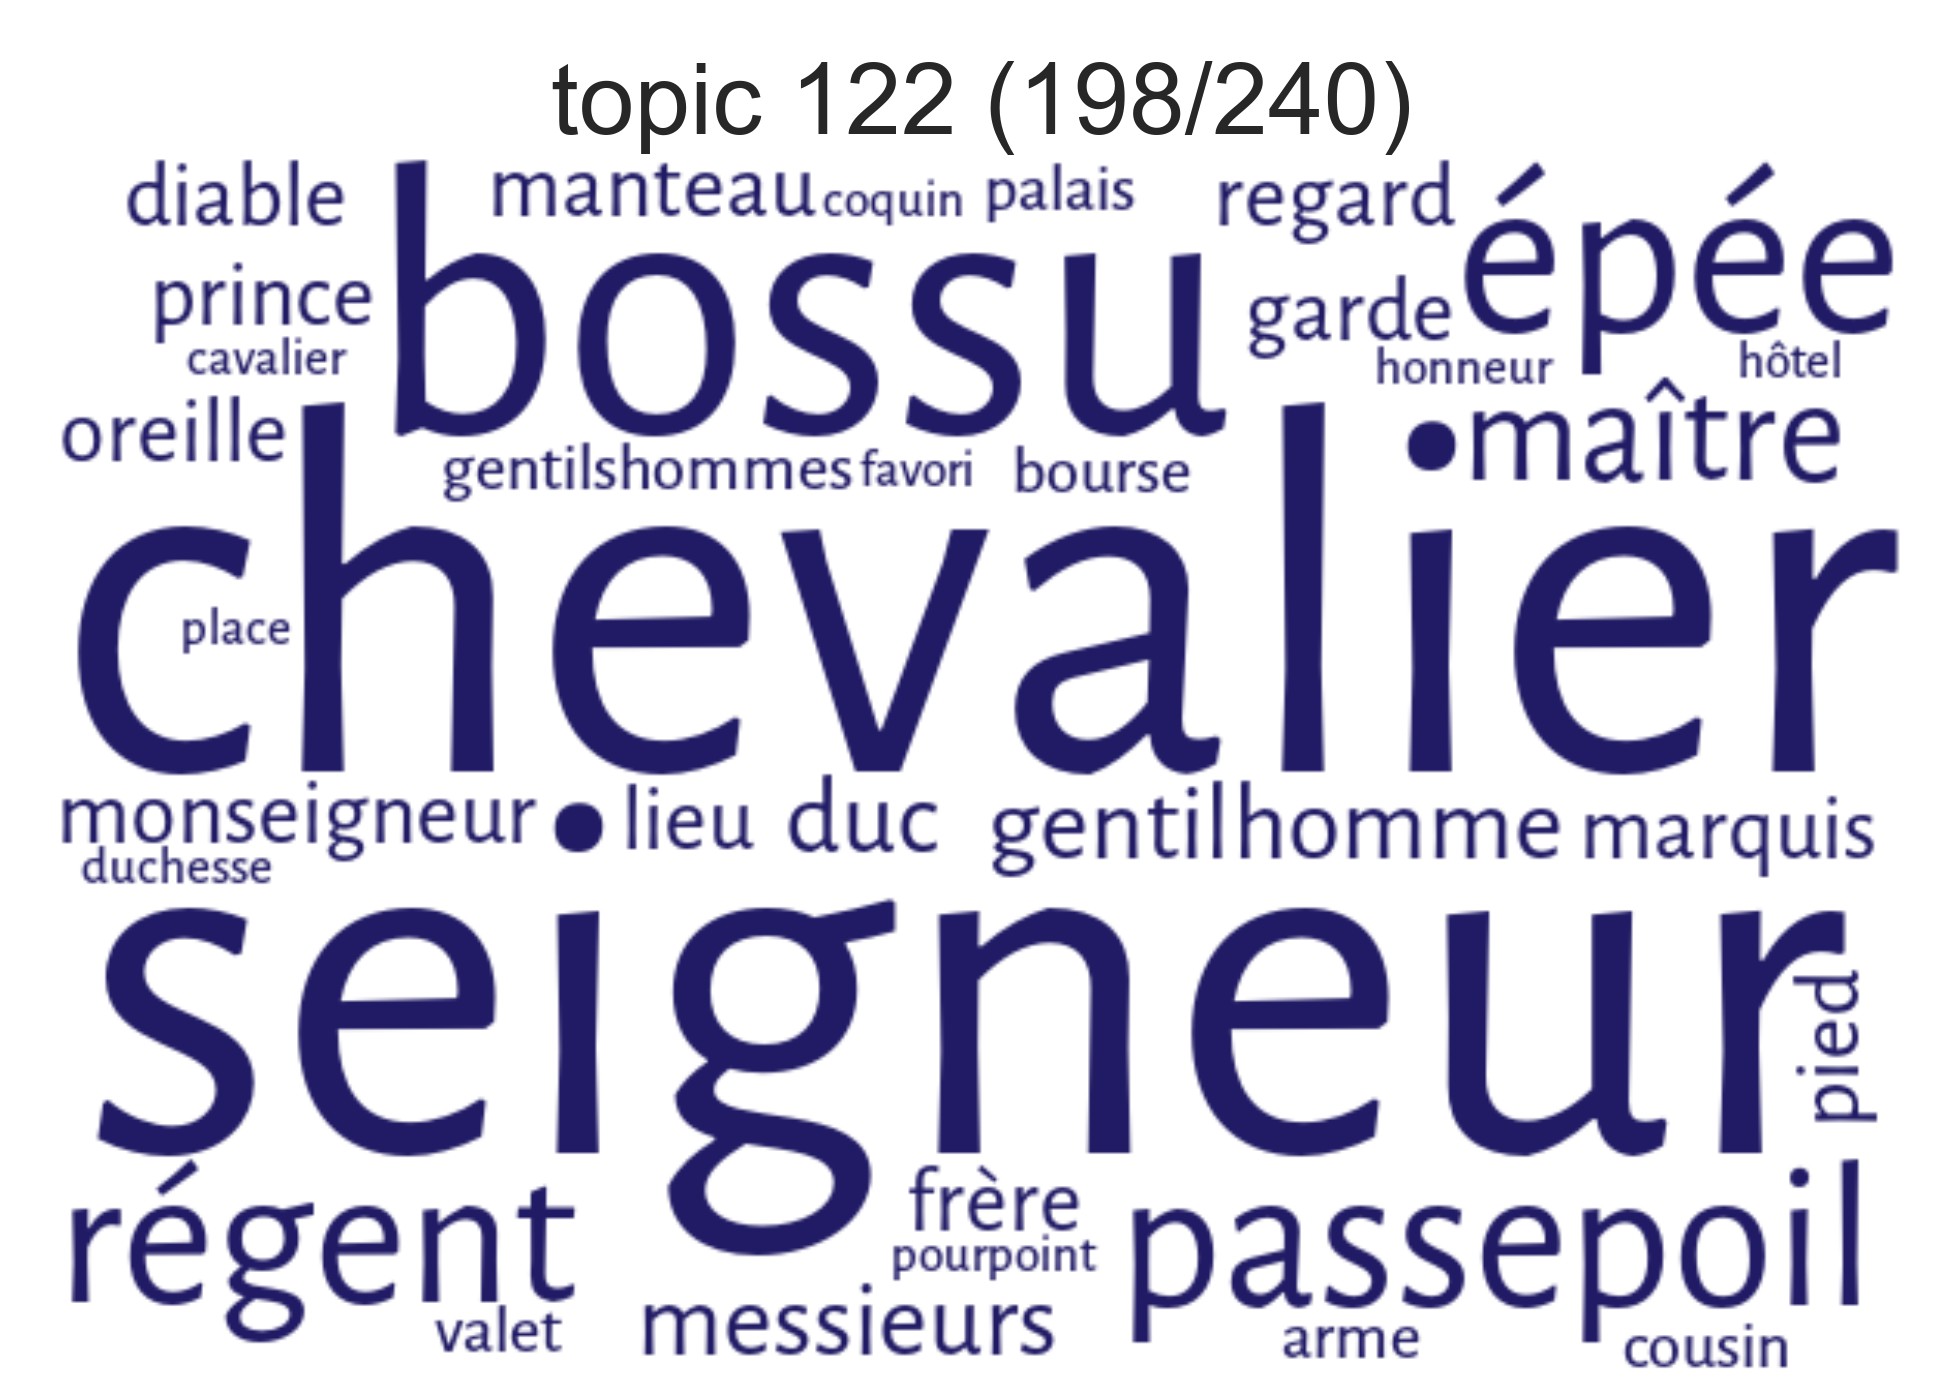 topic 122 (198/240)
diable manteau coquin palais regard épée
prince bossu garde
cavalier honneur hôtel
oreille maître
gentilshommes favori bourse
chevalier
place
monseigneur lieu duc gentilhomme marquis
duchesse
seigneur
pied
régent frère passepoil
pourpoint
valet messieurs arme cousin